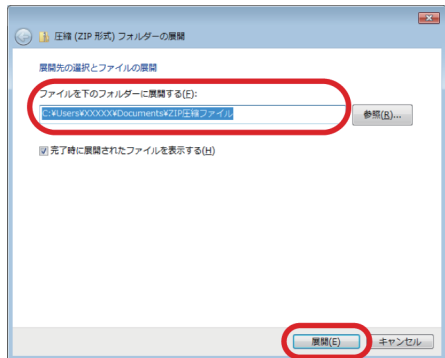 圧縮 (ZIP 形式) フォルダーの展開
展開先の選択とファイルの展開
ファイルを下のフォルダーに展開する(F):
C:¥Users¥XXXXX¥Documents¥ZIP圧縮ファイル
参照(R)...
完了時に展開されたファイルを表示する(H)
展開(E)
キャンセル